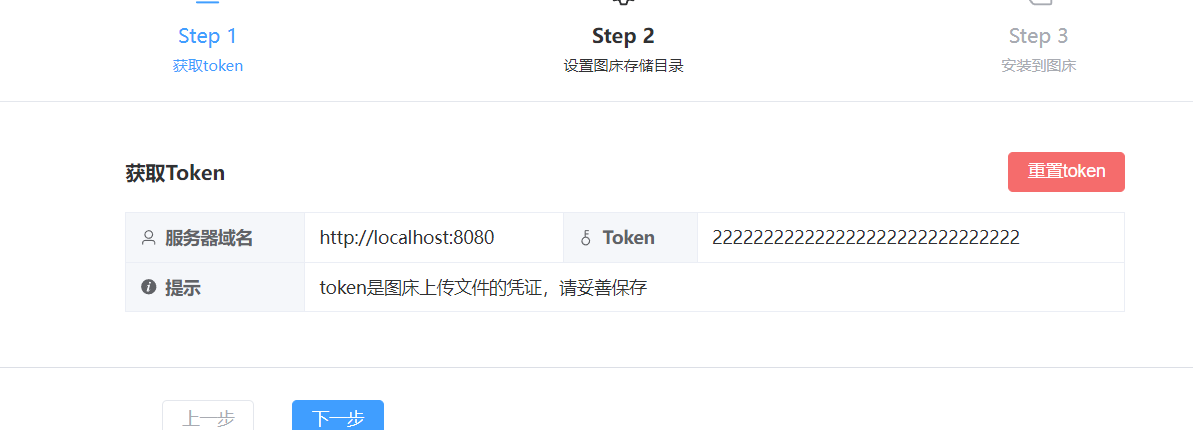 Step 1
获取token
Step 2
设置图床存储目录
Step 3
安装到图床
获取Token
重置token
服务器域名
http://localhost:8080
Token
22222222222222222222222222222222
提示
token是图床上传文件的凭证，请妥善保存
上一步
下一步